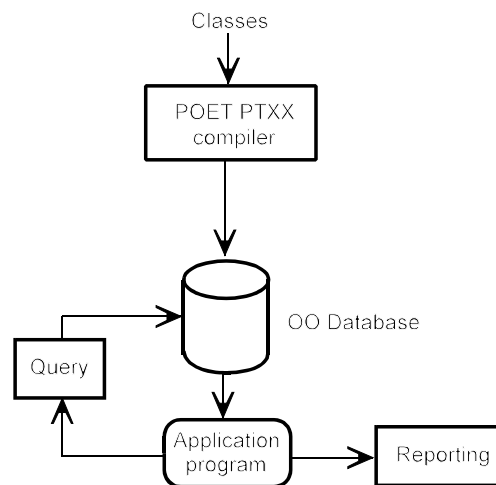 Classes
POET PTXX
compiler
OO Database
Query
Application
program
Reporting